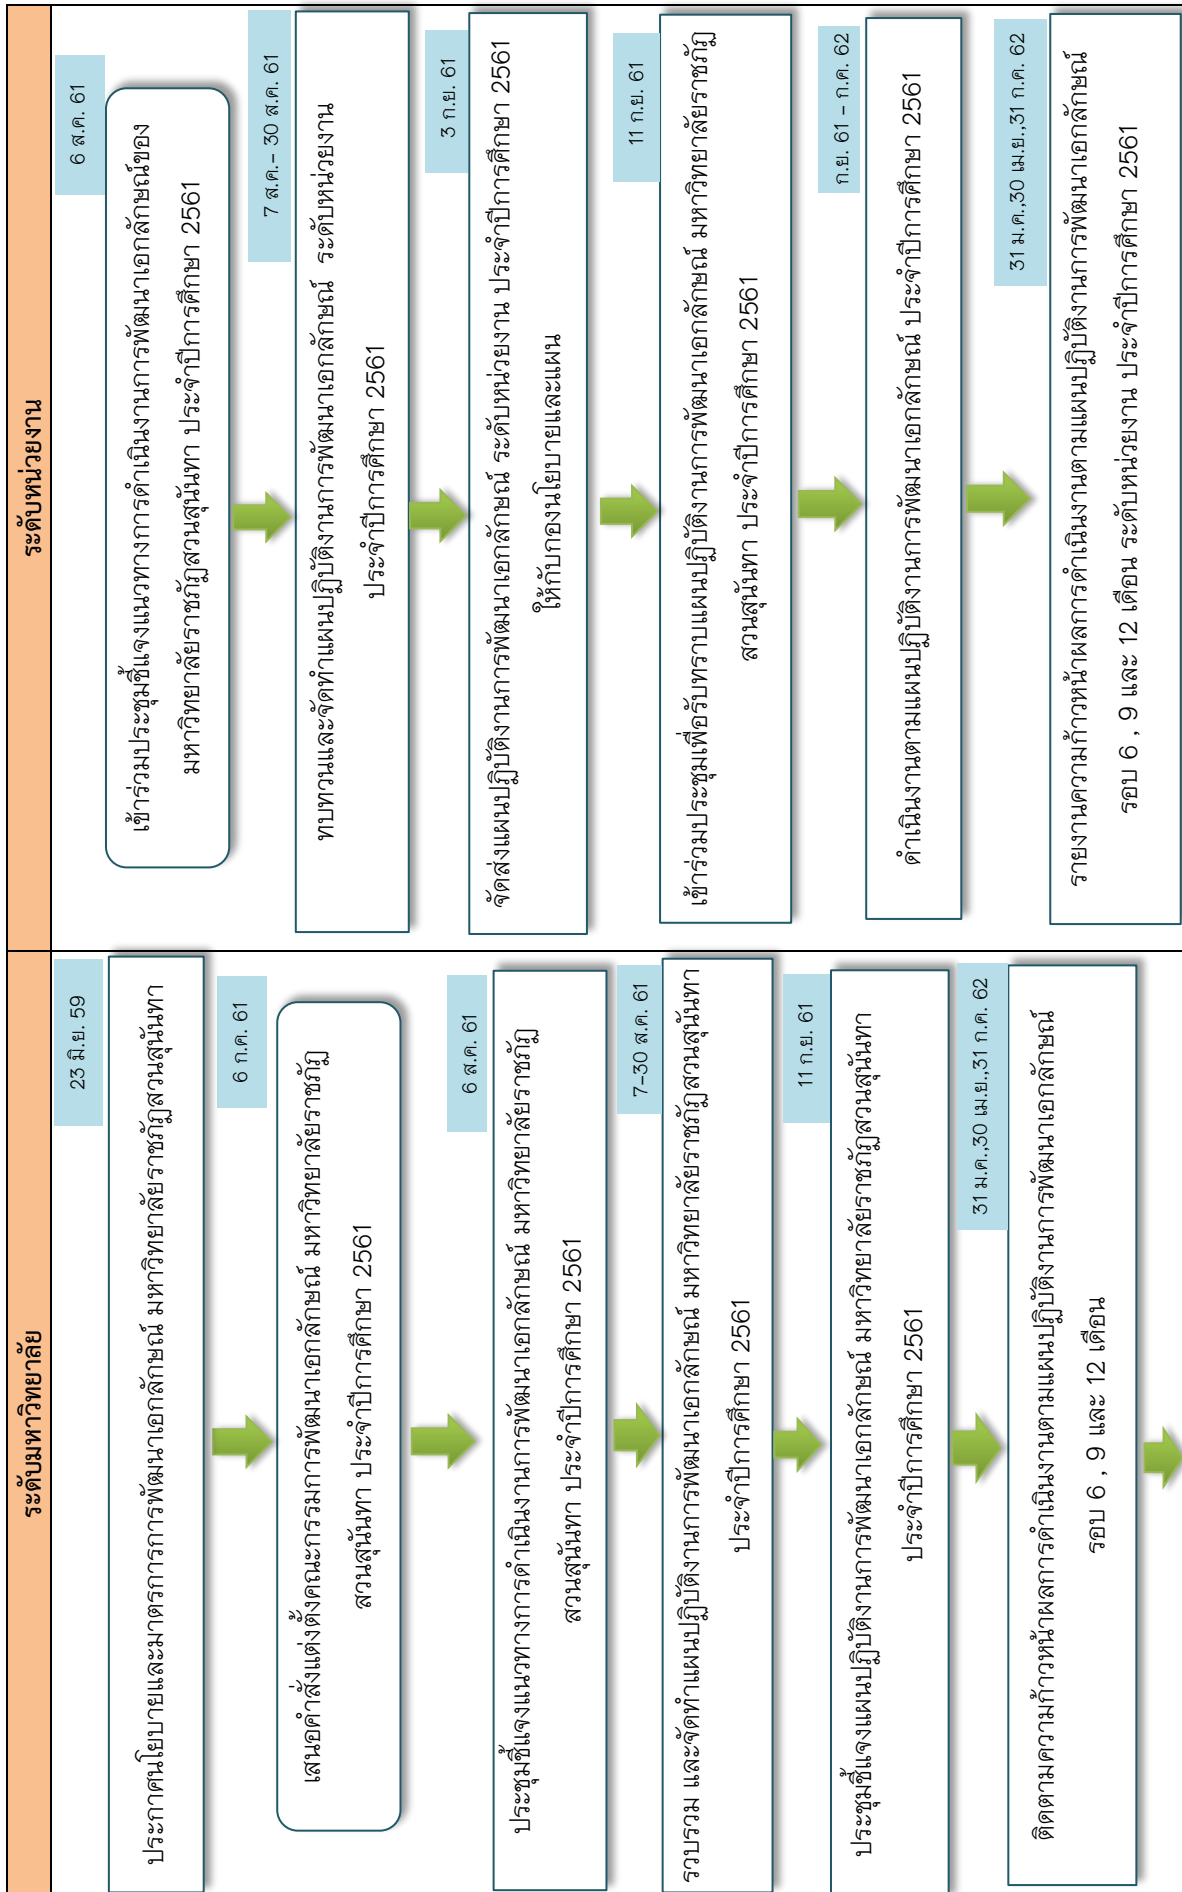 ระดับมหาวิทยาลัย
23 มิ.ย. 59
ประกาศนโยบายและมาตรการการพัฒนาเอกลักษณ์ มหาวิทยาลัยราชภัฏสวนสุนันทา
6 ก.ค. 61
เสนอคำสั่งแต่งตั้งคณะกรรมการพัฒนาเอกลักษณ์ มหาวิทยาลัยราชภัฏ
สวนสุนันทา ประจำปีการศึกษา 2561
6 ส.ค. 61
ประชุมชี้แจงแนวทางการดำเนินงานการพัฒนาเอกลักษณ์ มหาวิทยาลัยราชภัฏ
สวนสุนันทา ประจำปีการศึกษา 2561
7-30 ส.ค. 61
รวบรวม และจัดทำแผนปฏิบัติงานการพัฒนาเอกลักษณ์ มหาวิทยาลัยราชภัฏสวนสุนันทา
ประจำปีการศึกษา 2561
11 ก.ย. 61
ประชุมชี้แจงแผนปฏิบัติงานการพัฒนาเอกลักษณ์ มหาวิทยาลัยราชภัฏสวนสุนันทา
ประจำปีการศึกษา 2561
31 ม.ค.,30 เม.ย.,31 ก.ค. 62
ติดตามความก้าวหน้าผลการดำเนินงานตามแผนปฏิบัติงานการพัฒนาเอกลักษณ์
รอบ 6 , 9 และ 12 เดือน
ระดับหน่วยงาน
6 ส.ค. 61
เข้าร่วมประชุมชี้แจงแนวทางการดำเนินงานการพัฒนาเอกลักษณ์ของ
มหาวิทยาลัยราชภัฏสวนสุนันทา ประจำปีการศึกษา 2561
7 ส.ค.- 30 ส.ค. 61
ทบทวนและจัดทำแผนปฏิบัติงานการพัฒนาเอกลักษณ์ ระดับหน่วยงาน
ประจำปีการศึกษา 2561
3 ก.ย. 61
จัดส่งแผนปฏิบัติงานการพัฒนาเอกลักษณ์ ระดับหน่วยงาน ประจำปีการศึกษา 2561
ให้กับกองนโยบายและแผน
11 ก.ย. 61
เข้าร่วมประชุมเพื่อรับทราบแผนปฏิบัติงานการพัฒนาเอกลักษณ์ มหาวิทยาลัยราชภัฏ
สวนสุนันทา ประจำปีการศึกษา 2561
ก.ย. 61 - ก.ค. 62
ดำเนินงานตามแผนปฏิบัติงานการพัฒนาเอกลักษณ์ ประจำปีการศึกษา 2561
31 ม.ค.,30 เม.ย.,31 ก.ค. 62
รายงานความก้าวหน้าผลการดำเนินงานตามแผนปฏิบัติงานการพัฒนาเอกลักษณ์
รอบ 6 , 9 และ 12 เดือน ระดับหน่วยงาน ประจำปีการศึกษา 2561